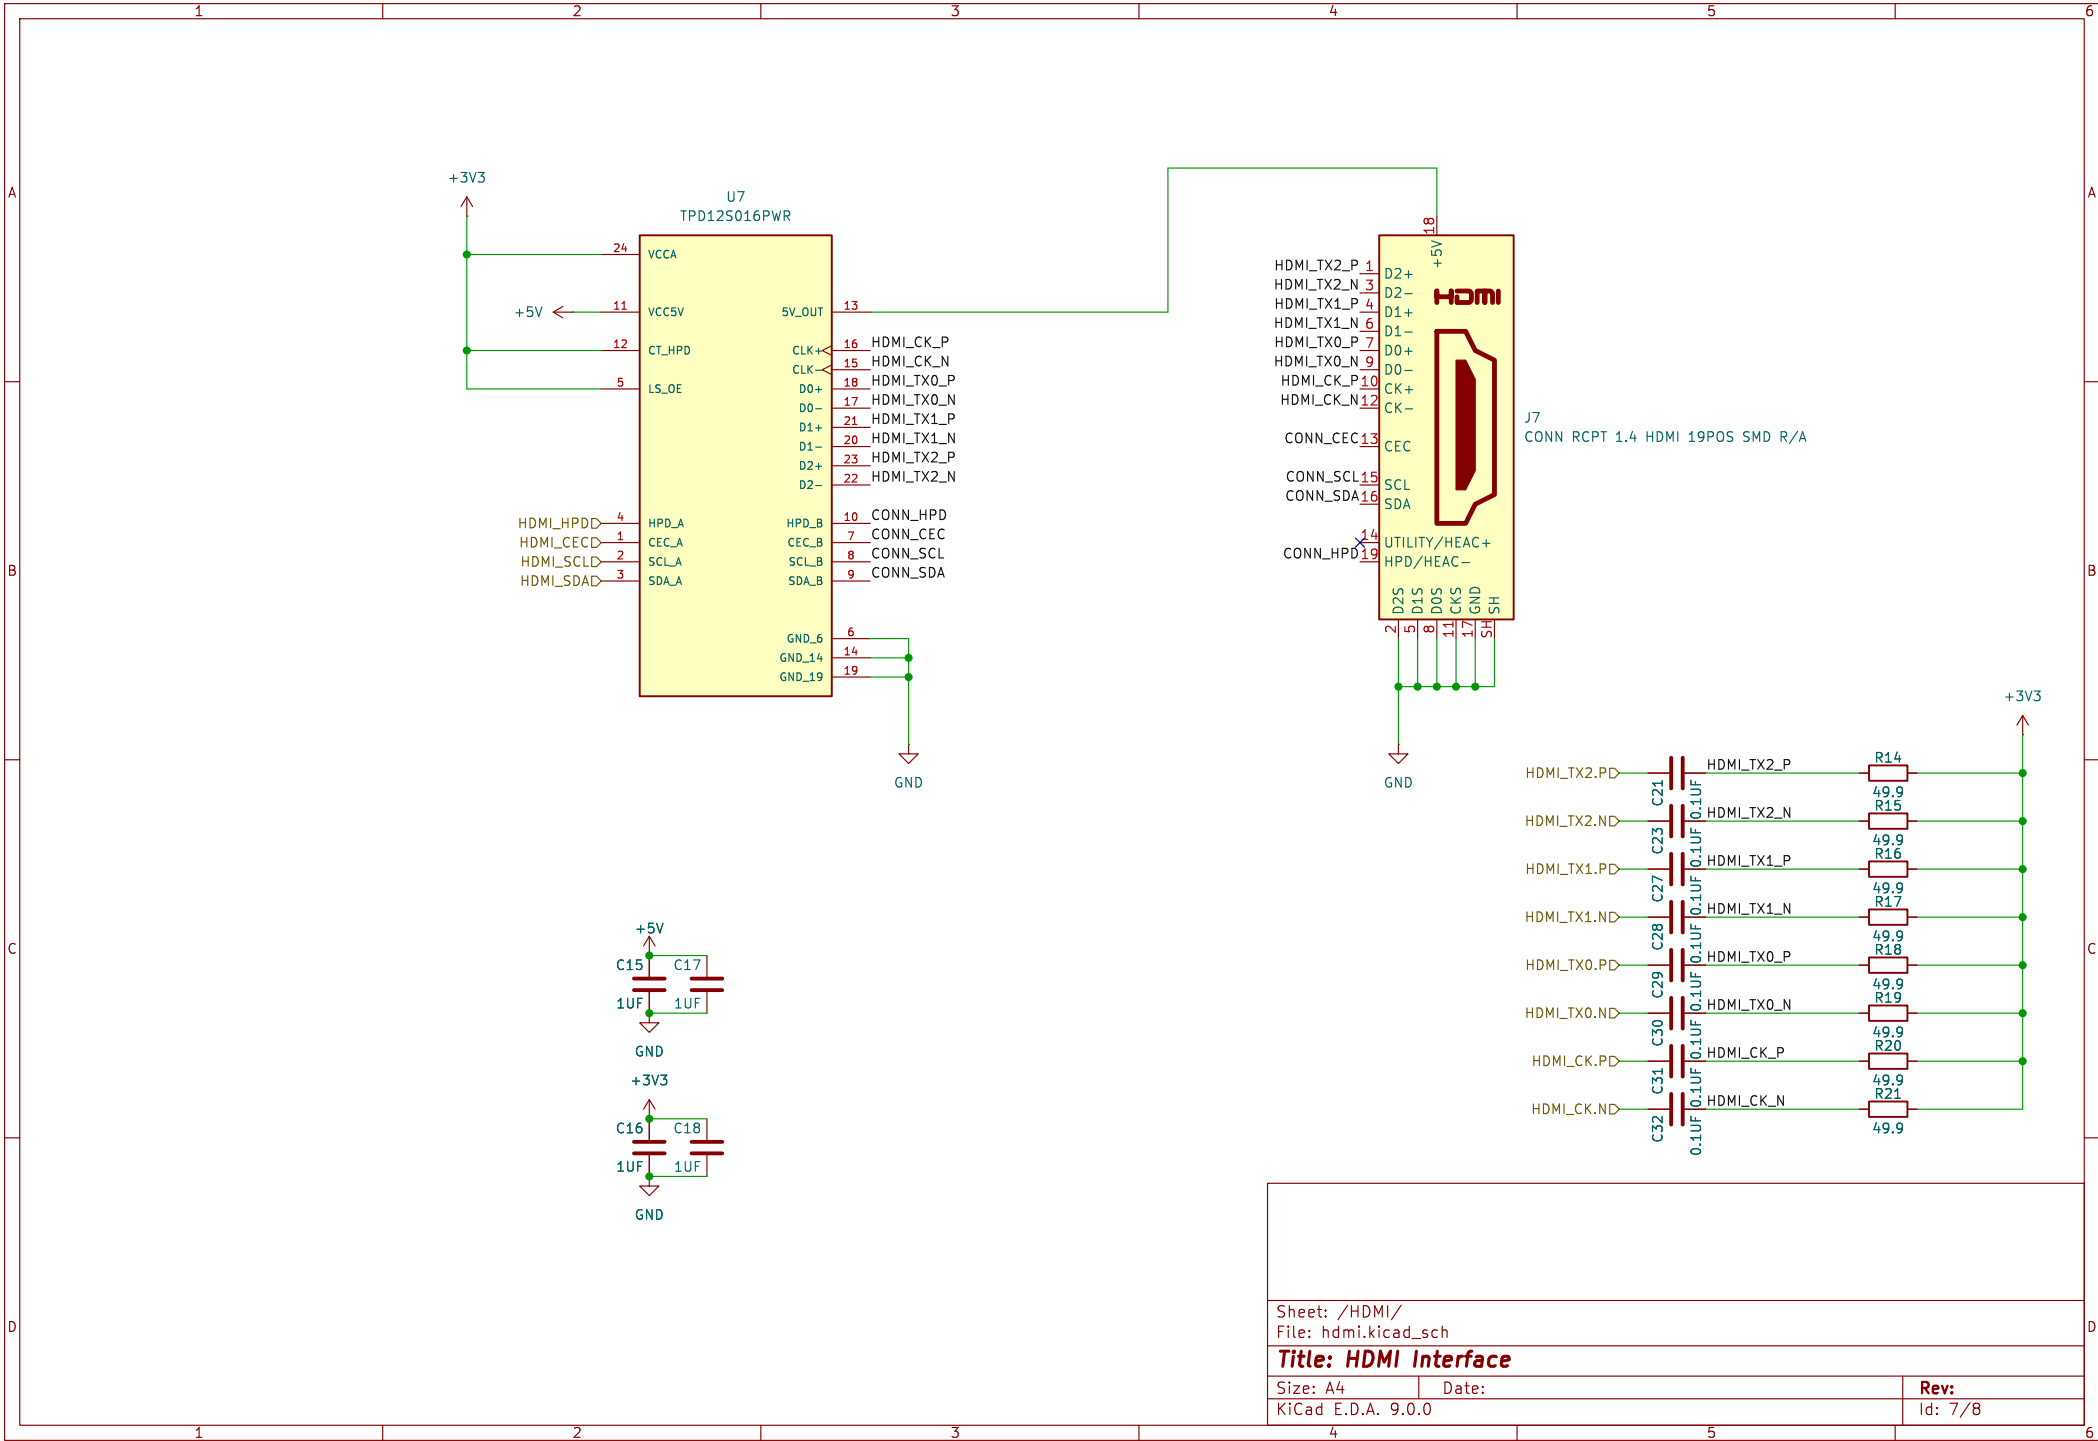 1 2 3 4 5 6
A A
B B
C C
D D
+3V3
U7
TPD12S016PWR
24 VCCA
+5V 11 VCC5V
12 CT_HPD
5 LS_OE
HDMI_HPD 4 HPD_A
HDMI_CEC 1 CEC_A
HDMI_SCL 2 SCL_A
HDMI_SDA 3 SDA_A
5V_OUT 13
CLK+ 16 HDMI_CK_P
CLK- 15 HDMI_CK_N
D0+ 18 HDMI_TX0_P
D0- 17 HDMI_TX0_N
D1+ 21 HDMI_TX1_P
D1- 20 HDMI_TX1_N
D2+ 23 HDMI_TX2_P
D2- 22 HDMI_TX2_N
HPD_B 10 CONN_HPD
CEC_B 7 CONN_CEC
SCL_B 8 CONN_SCL
SDA_B 9 CONN_SDA
GND_6 6
GND_14 14
GND_19 19
GND
18
+5V
HDMI
HDMI_TX2_P 1 D2+
HDMI_TX2_N 3 D2-
HDMI_TX1_P 4 D1+
HDMI_TX1_N 6 D1-
HDMI_TX0_P 7 D0+
HDMI_TX0_N 9 D0-
HDMI_CK_P 10 CK+
HDMI_CK_N 12 CK-
CONN_CEC 13 CEC
CONN_SCL 15 SCL
CONN_SDA 16 SDA
14 UTILITY/HEAC+
CONN_HPD 19 HPD/HEAC-
D2S D1S D0S CKS GND SH
2 5 8 11 17 SH
GND
J7
CONN RCPT 1.4 HDMI 19POS SMD R/A
+3V3
HDMI_TX2.P C21 0.1UF HDMI_TX2_P R14 49.9
HDMI_TX2.N C23 0.1UF HDMI_TX2_N R15 49.9
HDMI_TX1.P C27 0.1UF HDMI_TX1_P R16 49.9
HDMI_TX1.N C28 0.1UF HDMI_TX1_N R17 49.9
HDMI_TX0.P C29 0.1UF HDMI_TX0_P R18 49.9
HDMI_TX0.N C30 0.1UF HDMI_TX0_N R19 49.9
HDMI_CK.P C31 0.1UF HDMI_CK_P R20 49.9
HDMI_CK.N C32 0.1UF HDMI_CK_N R21 49.9
+5V
C15 C17
1UF 1UF
GND
+3V3
C16 C18
1UF 1UF
GND
Sheet: /HDMI/
File: hdmi.kicad_sch
Title: HDMI Interface
Size: A4 Date: Rev:
KiCad E.D.A. 9.0.0 Id: 7/8
1 2 3 4 5 6